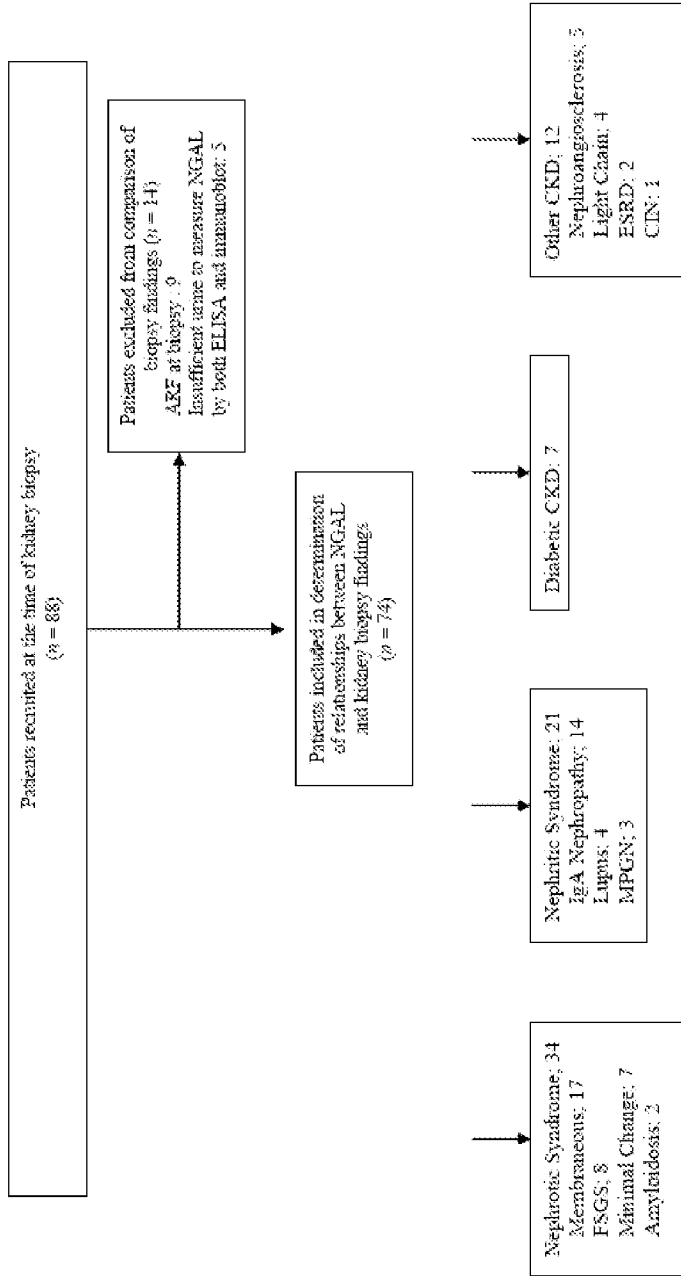 Patients recruited at the time of kidney biopsy
(n = 88)
Patients excluded from comparison of
biopsy findings (n = 14)
ARF at biopsy : 9
Insufficient urine to measure NGAL
by both ELISA and immunoblot: 5
Patients included in determination
of relationships between NGAL
and kidney biopsy findings
(n = 74)
Nephrotic Syndrome; 34
Membraneous; 17
FSGS; 8
Minimal Change; 7
Amyloidosis; 2
Nephritic Syndrome; 21
IgA Nephropathy; 14
Lupus; 4
MPGN; 3
Diabetic CKD; 7
Other CKD; 12
Nephroangiosclerosis; 5
Light Chain; 4
ESRD; 2
CIN; 1